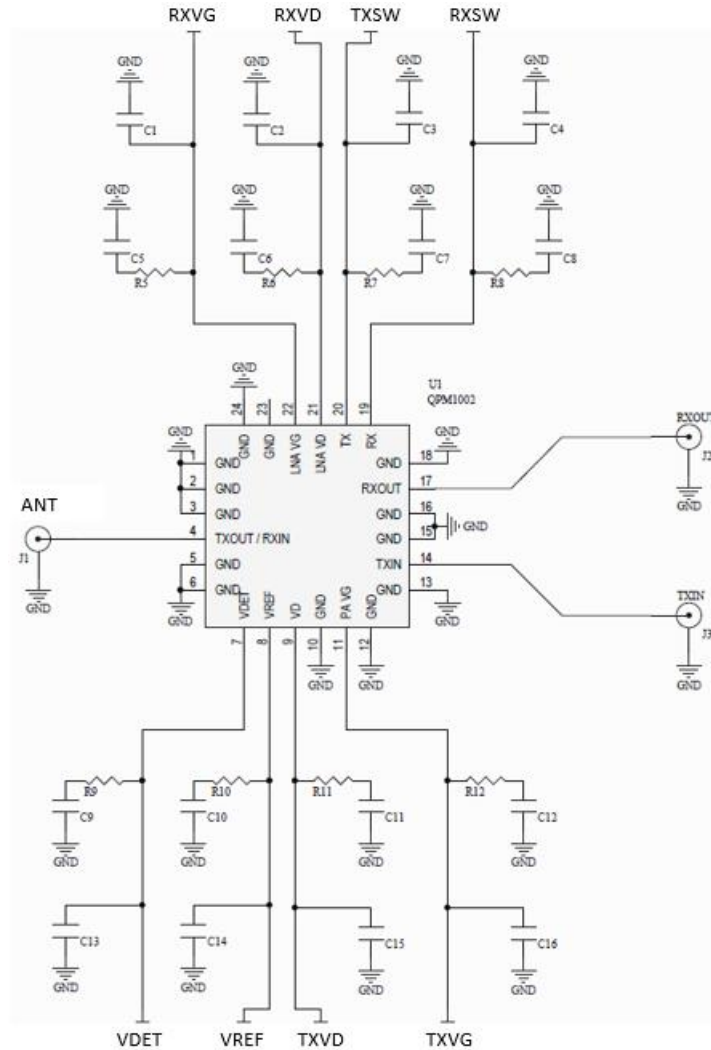 RXVG RXVD TXSW RXSW
GND GND GND GND
C1 C2 C3 C4
GND GND GND GND
C5 C6 C7 C8
R5 R6 R7 R8
GND
U1
QPM1002
24 23 22 21 20 19
GND GND LNA VG LNA VD TX RX
RXOUT
J2
GND
GND
1 GND GND 18 GND
2 GND RXOUT 17
3 GND GND 16
GND 15 GND
ANT
J1
GND
4 TXOUT / RXIN TXIN 14
5 GND GND 13
6 GND
GND GND
TXIN
J3
GND
VDET VREF VD GND PA VG GND
7 8 9 10 11 12
GND GND
R9 R10 R11 R12
C9 C10 C11 C12
GND GND GND GND
C13 C14 C15 C16
GND GND GND GND
VDET VREF TXVD TXVG